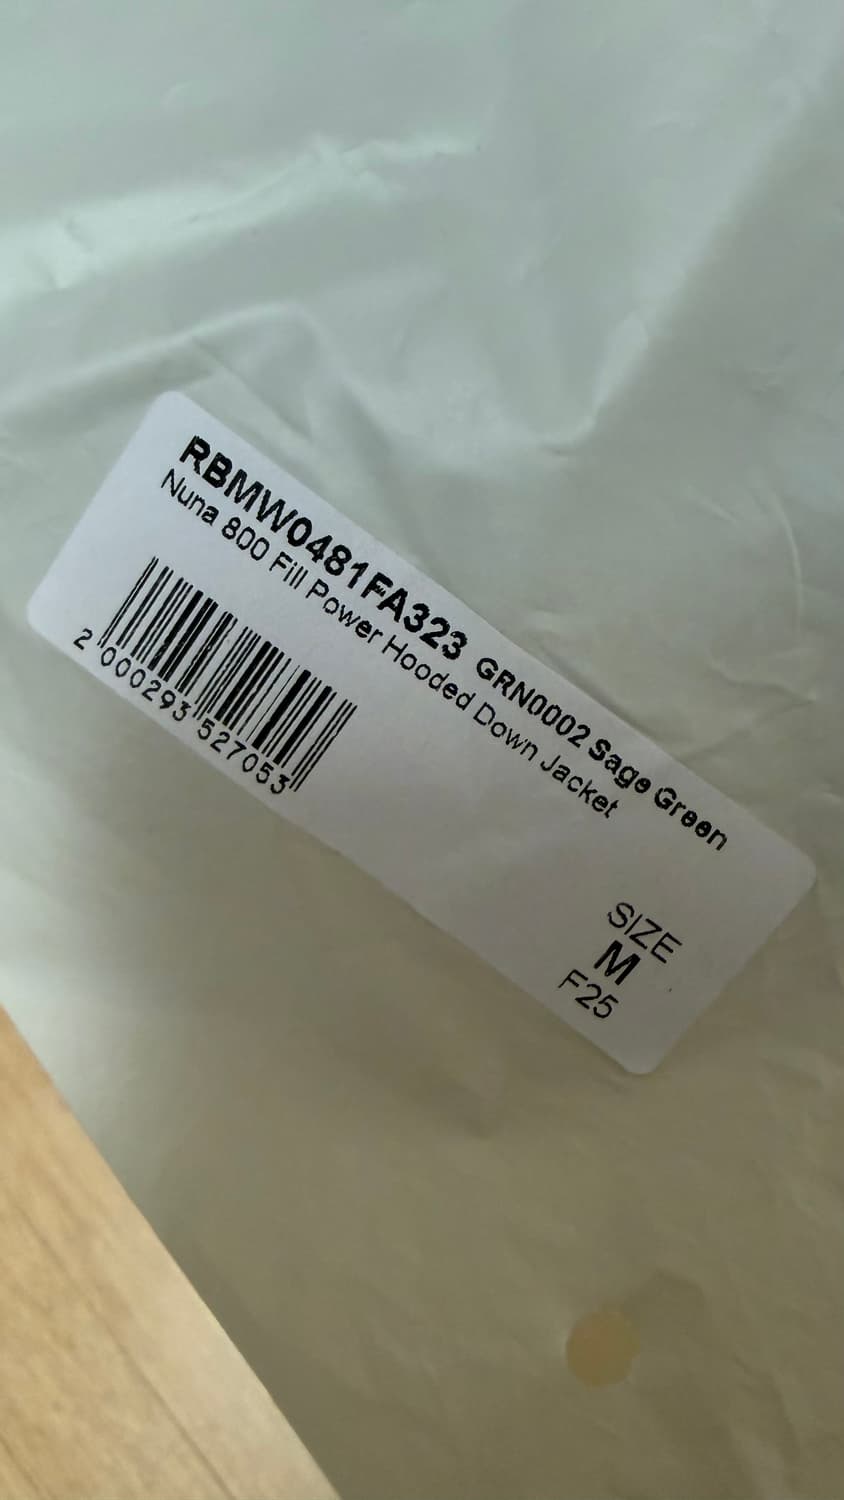 RBMW0481FA323 GRN0002 Sage Green
Nuna 800 Fill Power Hooded Down Jacket
2 000293 527053
SIZE
M
F25